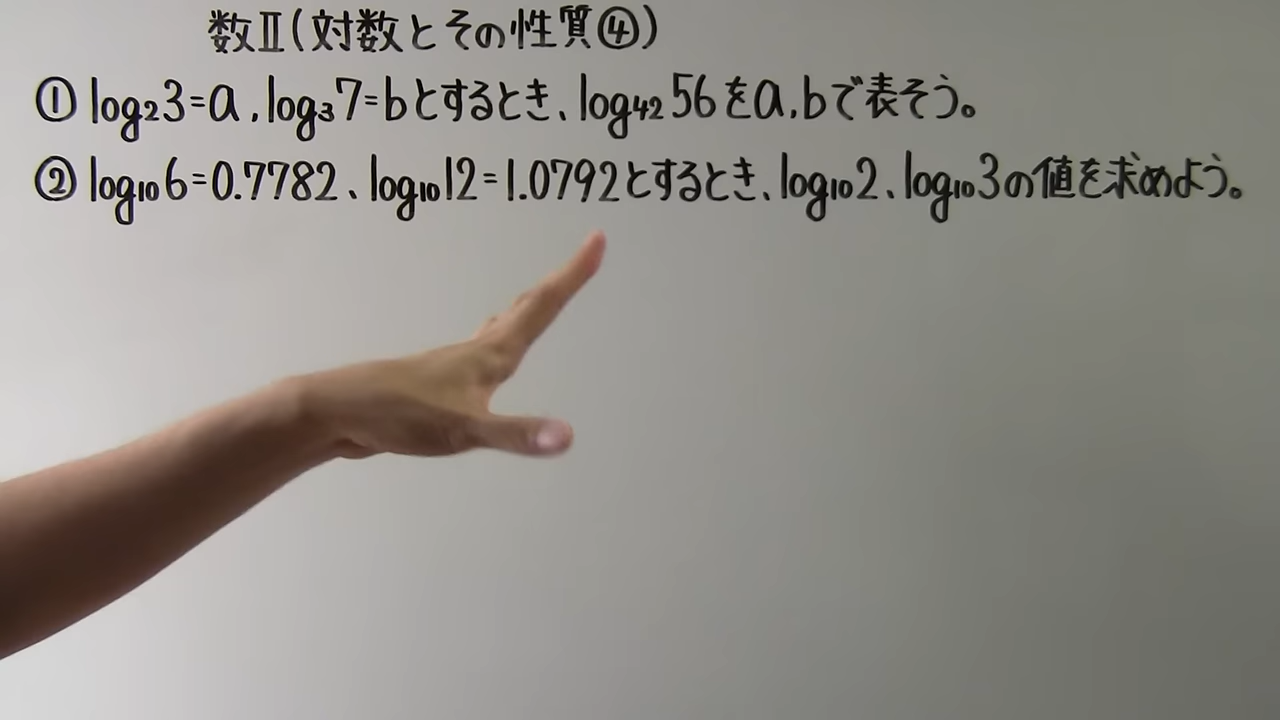 数Ⅱ(対数とその性質④)
① log₂3=a, log₃7=bとするとき、log₄₂56をa,bで表そう。
② log₁₀6=0.7782、log₁₀12=1.0792とするとき、log₁₀2、log₁₀3の値を求めよう。